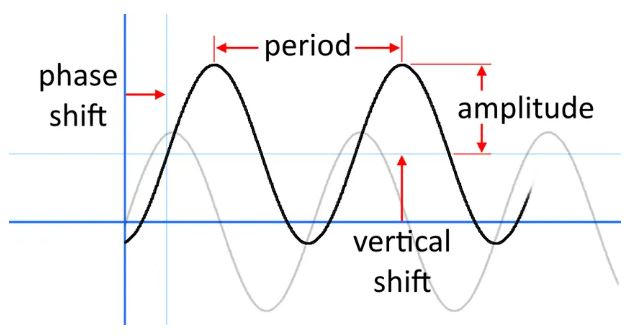 period
phase
shift
amplitude
vertical
shift